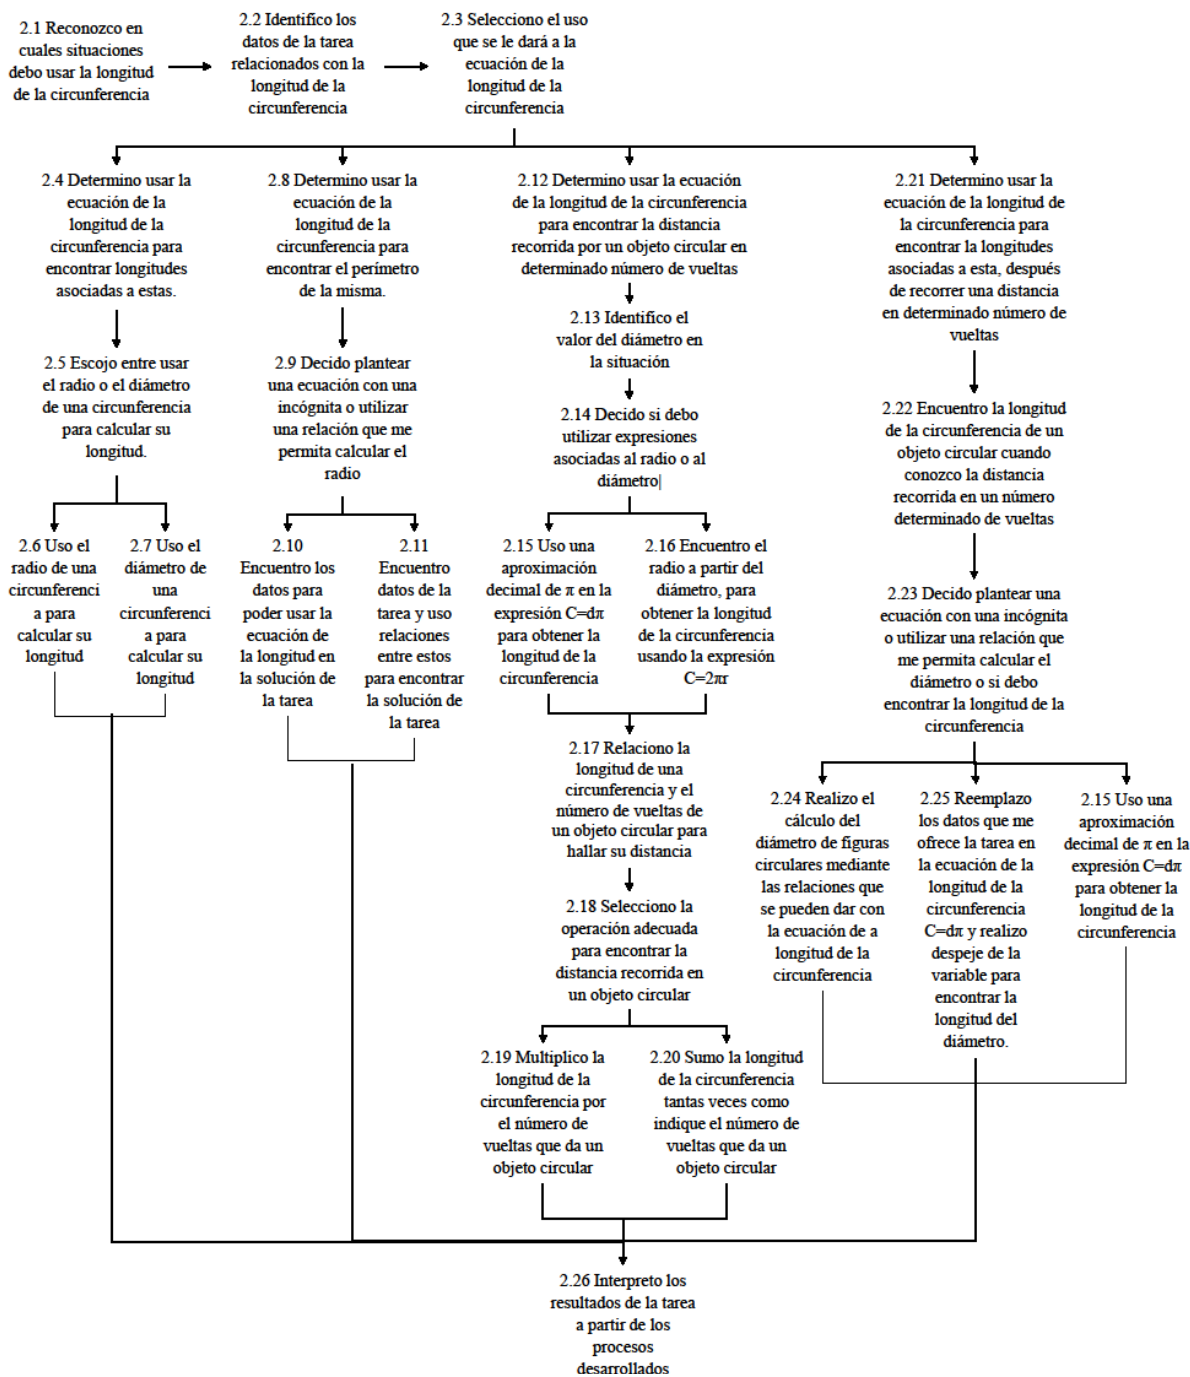 2.1 Reconozco en
cuales situaciones
debo usar la longitud
de la circunferencia
2.2 Identifico los
datos de la tarea
relacionados con la
longitud de la
circunferencia
2.3 Selecciono el uso
que se le dará a la
ecuación de la
longitud de la
circunferencia
2.4 Determino usar la
ecuación de la
longitud de la
circunferencia para
encontrar longitudes
asociadas a estas.
2.5 Escojo entre usar
el radio o el diámetro
de una circunferencia
para calcular su
longitud.
2.6 Uso el
radio de una
circunferenci
a para
calcular su
longitud
2.7 Uso el
diámetro de
una
circunferenci
a para
calcular su
longitud
2.8 Determino usar la
ecuación de la
longitud de la
circunferencia para
encontrar el perímetro
de la misma.
2.9 Decido plantear
una ecuación con una
incógnita o utilizar
una relación que me
permita calcular el
radio
2.10
Encuentro los
datos para
poder usar la
ecuación de
la longitud en
la solución de
la tarea
2.11
Encuentro
datos de la
tarea y uso
relaciones
entre estos
para encontrar
la solución de
la tarea
2.12 Determino usar la ecuación
de la longitud de la circunferencia
para encontrar la distancia
recorrida por un objeto circular en
determinado número de vueltas
2.13 Identifico el
valor del diámetro en
la situación
2.14 Decido si debo
utilizar expresiones
asociadas al radio o al
diámetro|
2.15 Uso una
aproximación
decimal de π en la
expresión C=dπ
para obtener la
longitud de la
circunferencia
2.16 Encuentro el
radio a partir del
diámetro, para
obtener la longitud
de la circunferencia
usando la expresión
C=2πr
2.17 Relaciono la
longitud de una
circunferencia y el
número de vueltas de
un objeto circular para
hallar su distancia
2.18 Selecciono la
operación adecuada
para encontrar la
distancia recorrida en
un objeto circular
2.19 Multiplico la
longitud de la
circunferencia por
el número de
vueltas que da un
objeto circular
2.20 Sumo la longitud
de la circunferencia
tantas veces como
indique el número de
vueltas que da un
objeto circular
2.21 Determino usar la
ecuación de la longitud de
la circunferencia para
encontrar la longitudes
asociadas a esta, después
de recorrer una distancia
en determinado número de
vueltas
2.22 Encuentro la longitud
de la circunferencia de un
objeto circular cuando
conozco la distancia
recorrida en un número
determinado de vueltas
2.23 Decido plantear una
ecuación con una incógnita
o utilizar una relación que
me permita calcular el
diámetro o si debo
encontrar la longitud de la
circunferencia
2.24 Realizo el
cálculo del
diámetro de figuras
circulares mediante
las relaciones que
se pueden dar con
la ecuación de a
longitud de la
circunferencia
2.25 Reemplazo
los datos que me
ofrece la tarea en
la ecuación de la
longitud de la
circunferencia
C=dπ y realizo
despeje de la
variable para
encontrar la
longitud del
diámetro.
2.15 Uso una
aproximación
decimal de π en la
expresión C=dπ
para obtener la
longitud de la
circunferencia
2.26 Interpreto los
resultados de la tarea
a partir de los
procesos
desarrollados